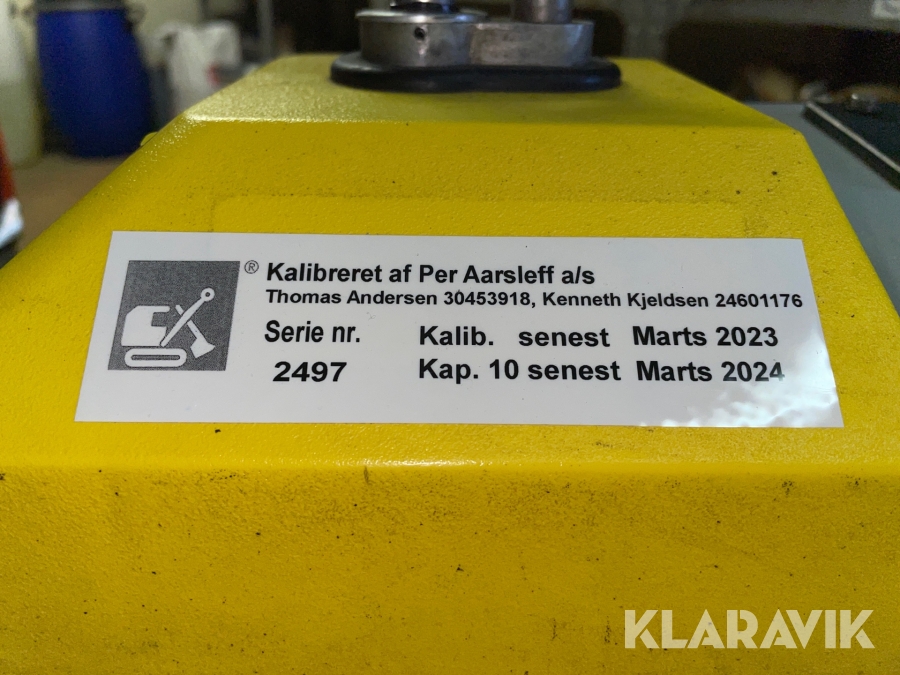 ® Kalibreret af Per Aarsleff a/s
Thomas Andersen 30453918, Kenneth Kjeldsen 24601176
Serie nr. Kalib. senest Marts 2023
2497 Kap. 10 senest Marts 2024
KLARAVIK